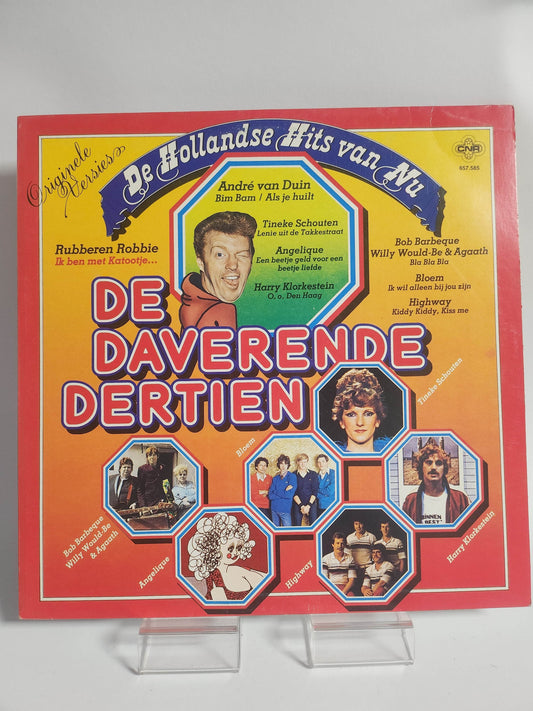 Originele
Versies
De Hollandse Hits van Nu
CNR
657.585
André van Duin
Bim Bam / Als je huilt
Tineke Schouten
Lenie uit de Takkestraat
Angelique
Een beetje geld voor een
beetje liefde
Harry Klorkestein
O, o, Den Haag
Rubberen Robbie
Ik ben met Katootje...
Bob Barbeque
Willy Would-Be & Agaath
Bla Bla Bla
Bloem
Ik wil alleen bij jou zijn
Highway
Kiddy Kiddy, Kiss me
DE
DAVERENDE
DERTIEN
Tineke Schouten
Bloem
Bob Barbeque
Willy Would-Be
& Agaath
Angelique
Highway
Harry Klorkestein
BINNEN
BEST